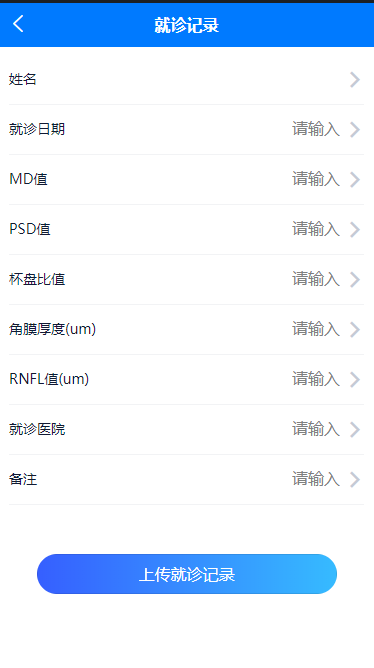 就诊记录
姓名
就诊日期 请输入
MD值 请输入
PSD值 请输入
杯盘比值 请输入
角膜厚度(um) 请输入
RNFL值(um) 请输入
就诊医院 请输入
备注 请输入
上传就诊记录